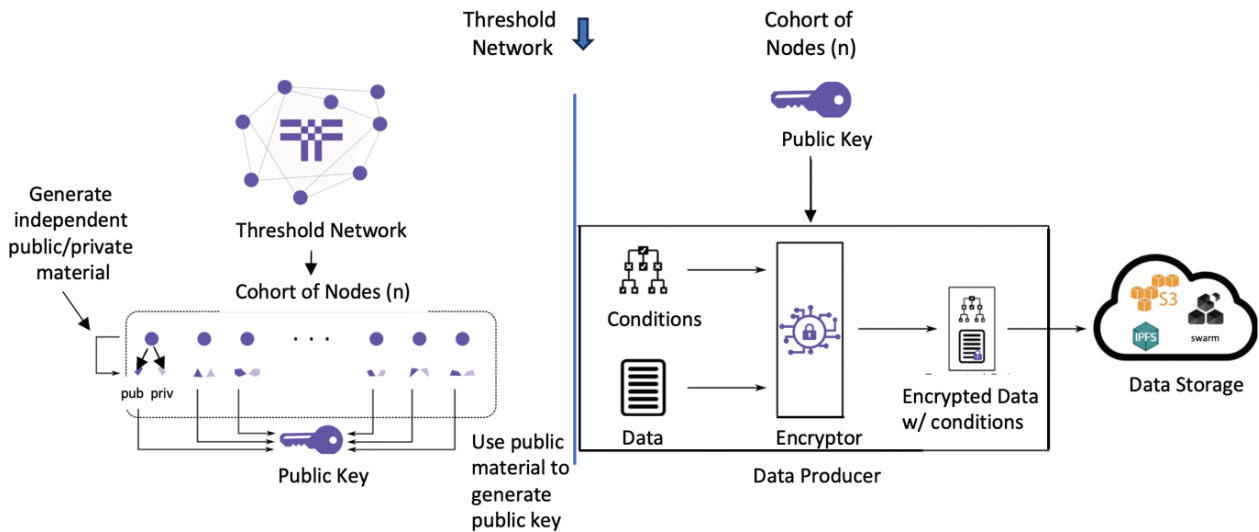 Threshold
Network
Cohort of
Nodes (n)
Public Key
Generate
independent
public/private
material
Threshold Network
Cohort of Nodes (n)
. . .
pub priv
Public Key
Use public
material to
generate
public key
Conditions
Data
Encryptor
Encrypted Data
w/ conditions
Data Producer
S3
IPFS
swarm
Data Storage